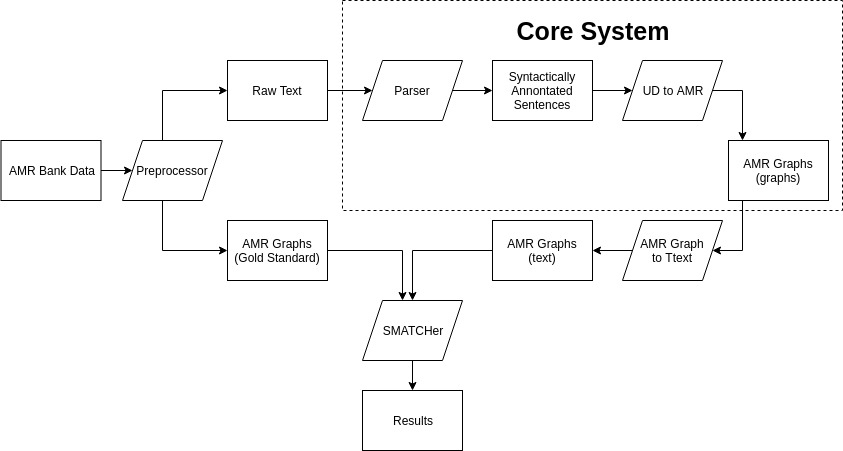 Core System
Raw Text
Parser
Syntactically
Annontated
Sentences
UD to AMR
AMR Bank Data
Preprocessor
AMR Graphs
(graphs)
AMR Graphs
(Gold Standard)
AMR Graphs
(text)
AMR Graph
to Ttext
SMATCHer
Results